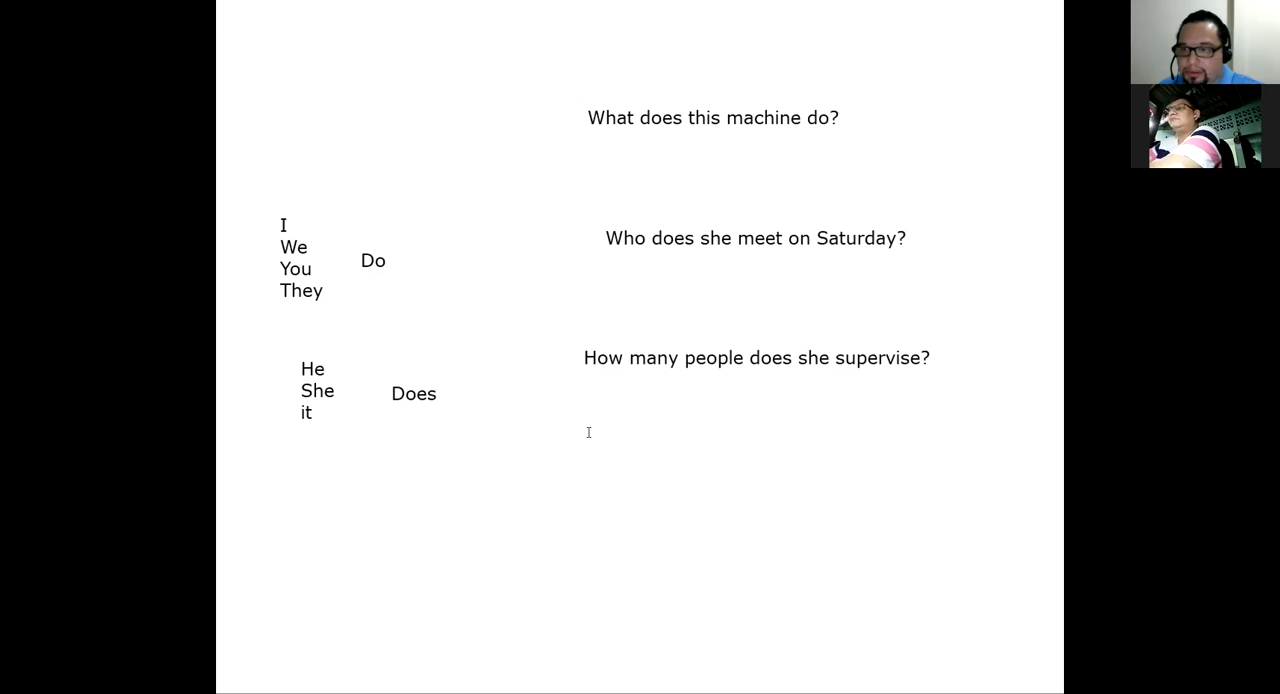 What does this machine do?
I
We
You
They
Do
Who does she meet on Saturday?
He
She
it
Does
How many people does she supervise?